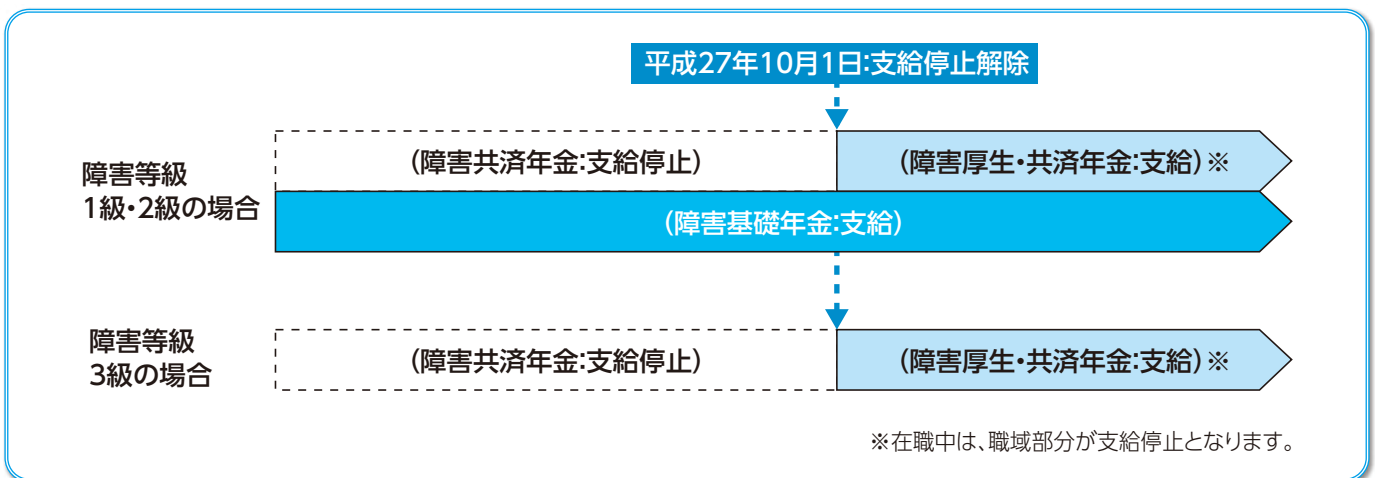 平成27年10月1日:支給停止解除
障害等級
1級・2級の場合
(障害共済年金:支給停止)
(障害厚生・共済年金:支給)※
(障害基礎年金:支給)
障害等級
3級の場合
(障害共済年金:支給停止)
(障害厚生・共済年金:支給)※
※在職中は、職域部分が支給停止となります。